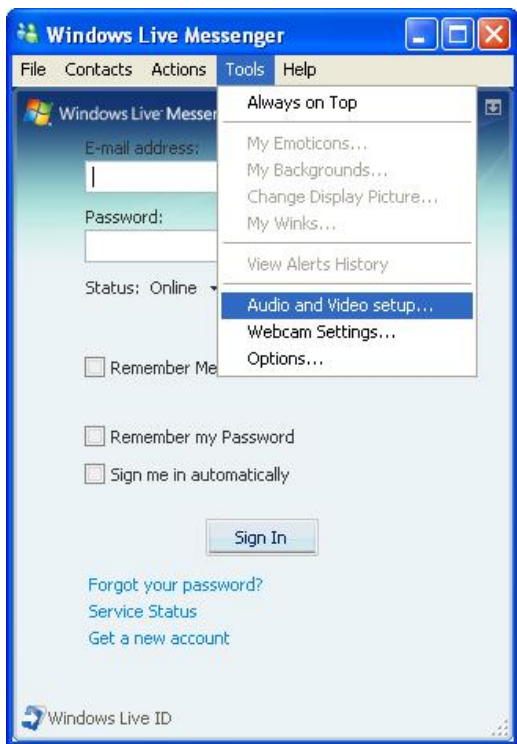 Windows Live Messenger
File Contacts Actions Tools Help
Always on Top
Windows Live Messer
E-mail address:
My Emoticons...
My Backgrounds...
Change Display Picture...
Password:
My Winks...
View Alerts History
Status: Online
Audio and Video setup...
Webcam Settings...
Options...
Remember Me
Remember my Password
Sign me in automatically
Sign In
Forgot your password?
Service Status
Get a new account
Windows Live ID